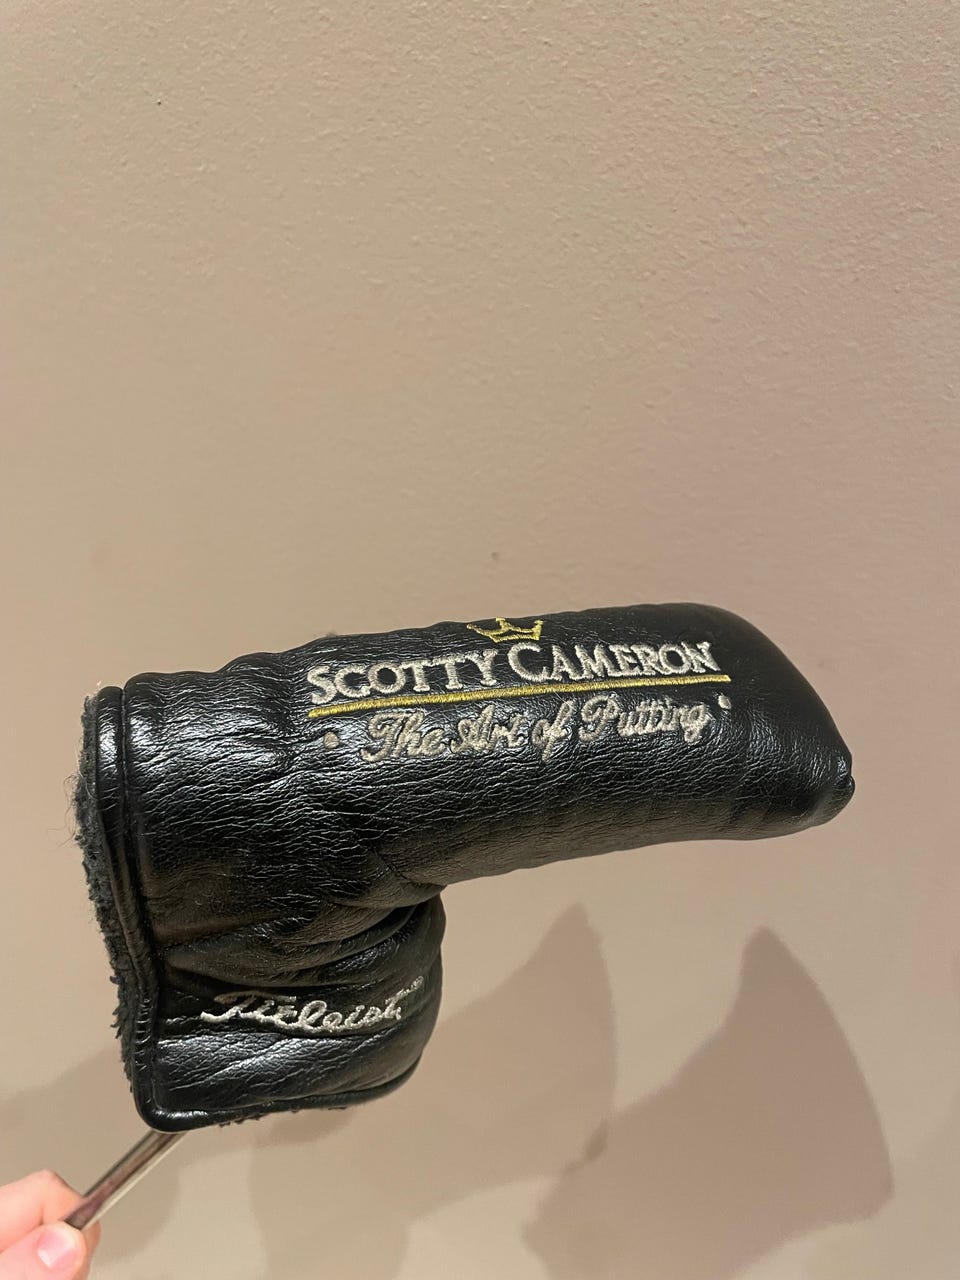 SCOTTY CAMERON
• The Art of Putting •
Titleist